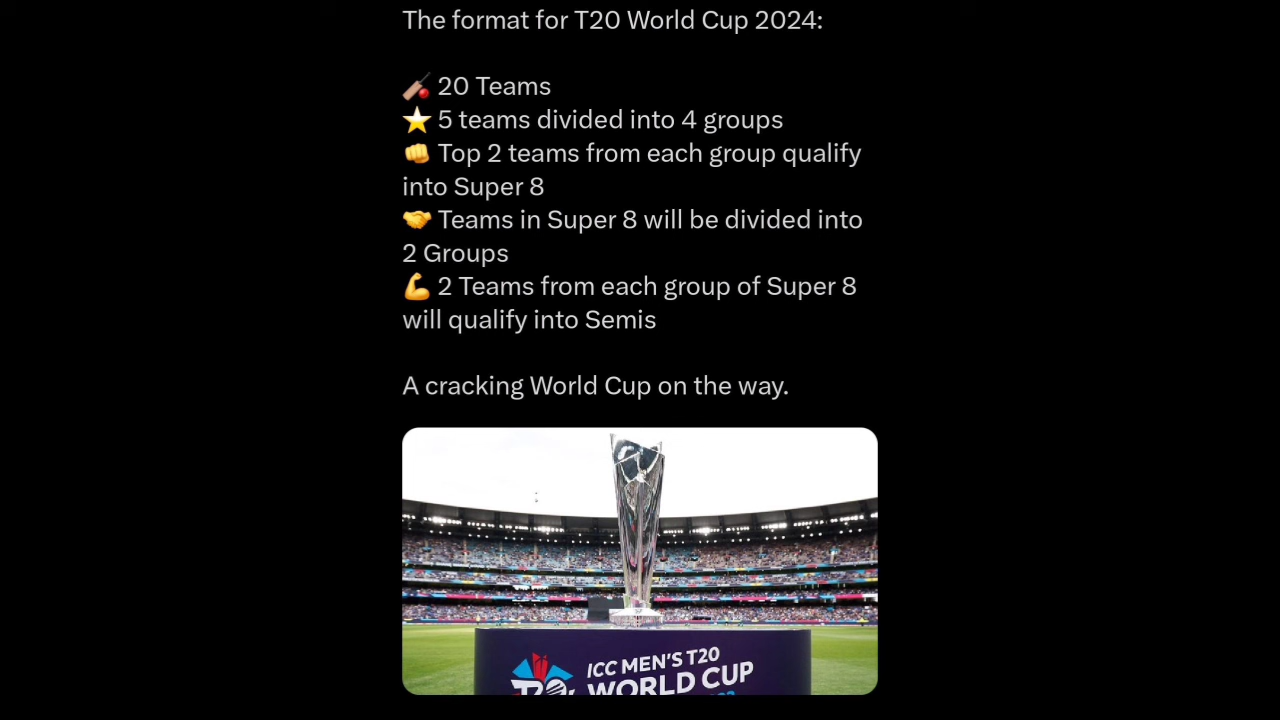 The format for T20 World Cup 2024:
🏏 20 Teams
⭐ 5 teams divided into 4 groups
👊 Top 2 teams from each group qualify
into Super 8
🤝 Teams in Super 8 will be divided into
2 Groups
💪 2 Teams from each group of Super 8
will qualify into Semis
A cracking World Cup on the way.
ICC MEN'S T20
WORLD CUP